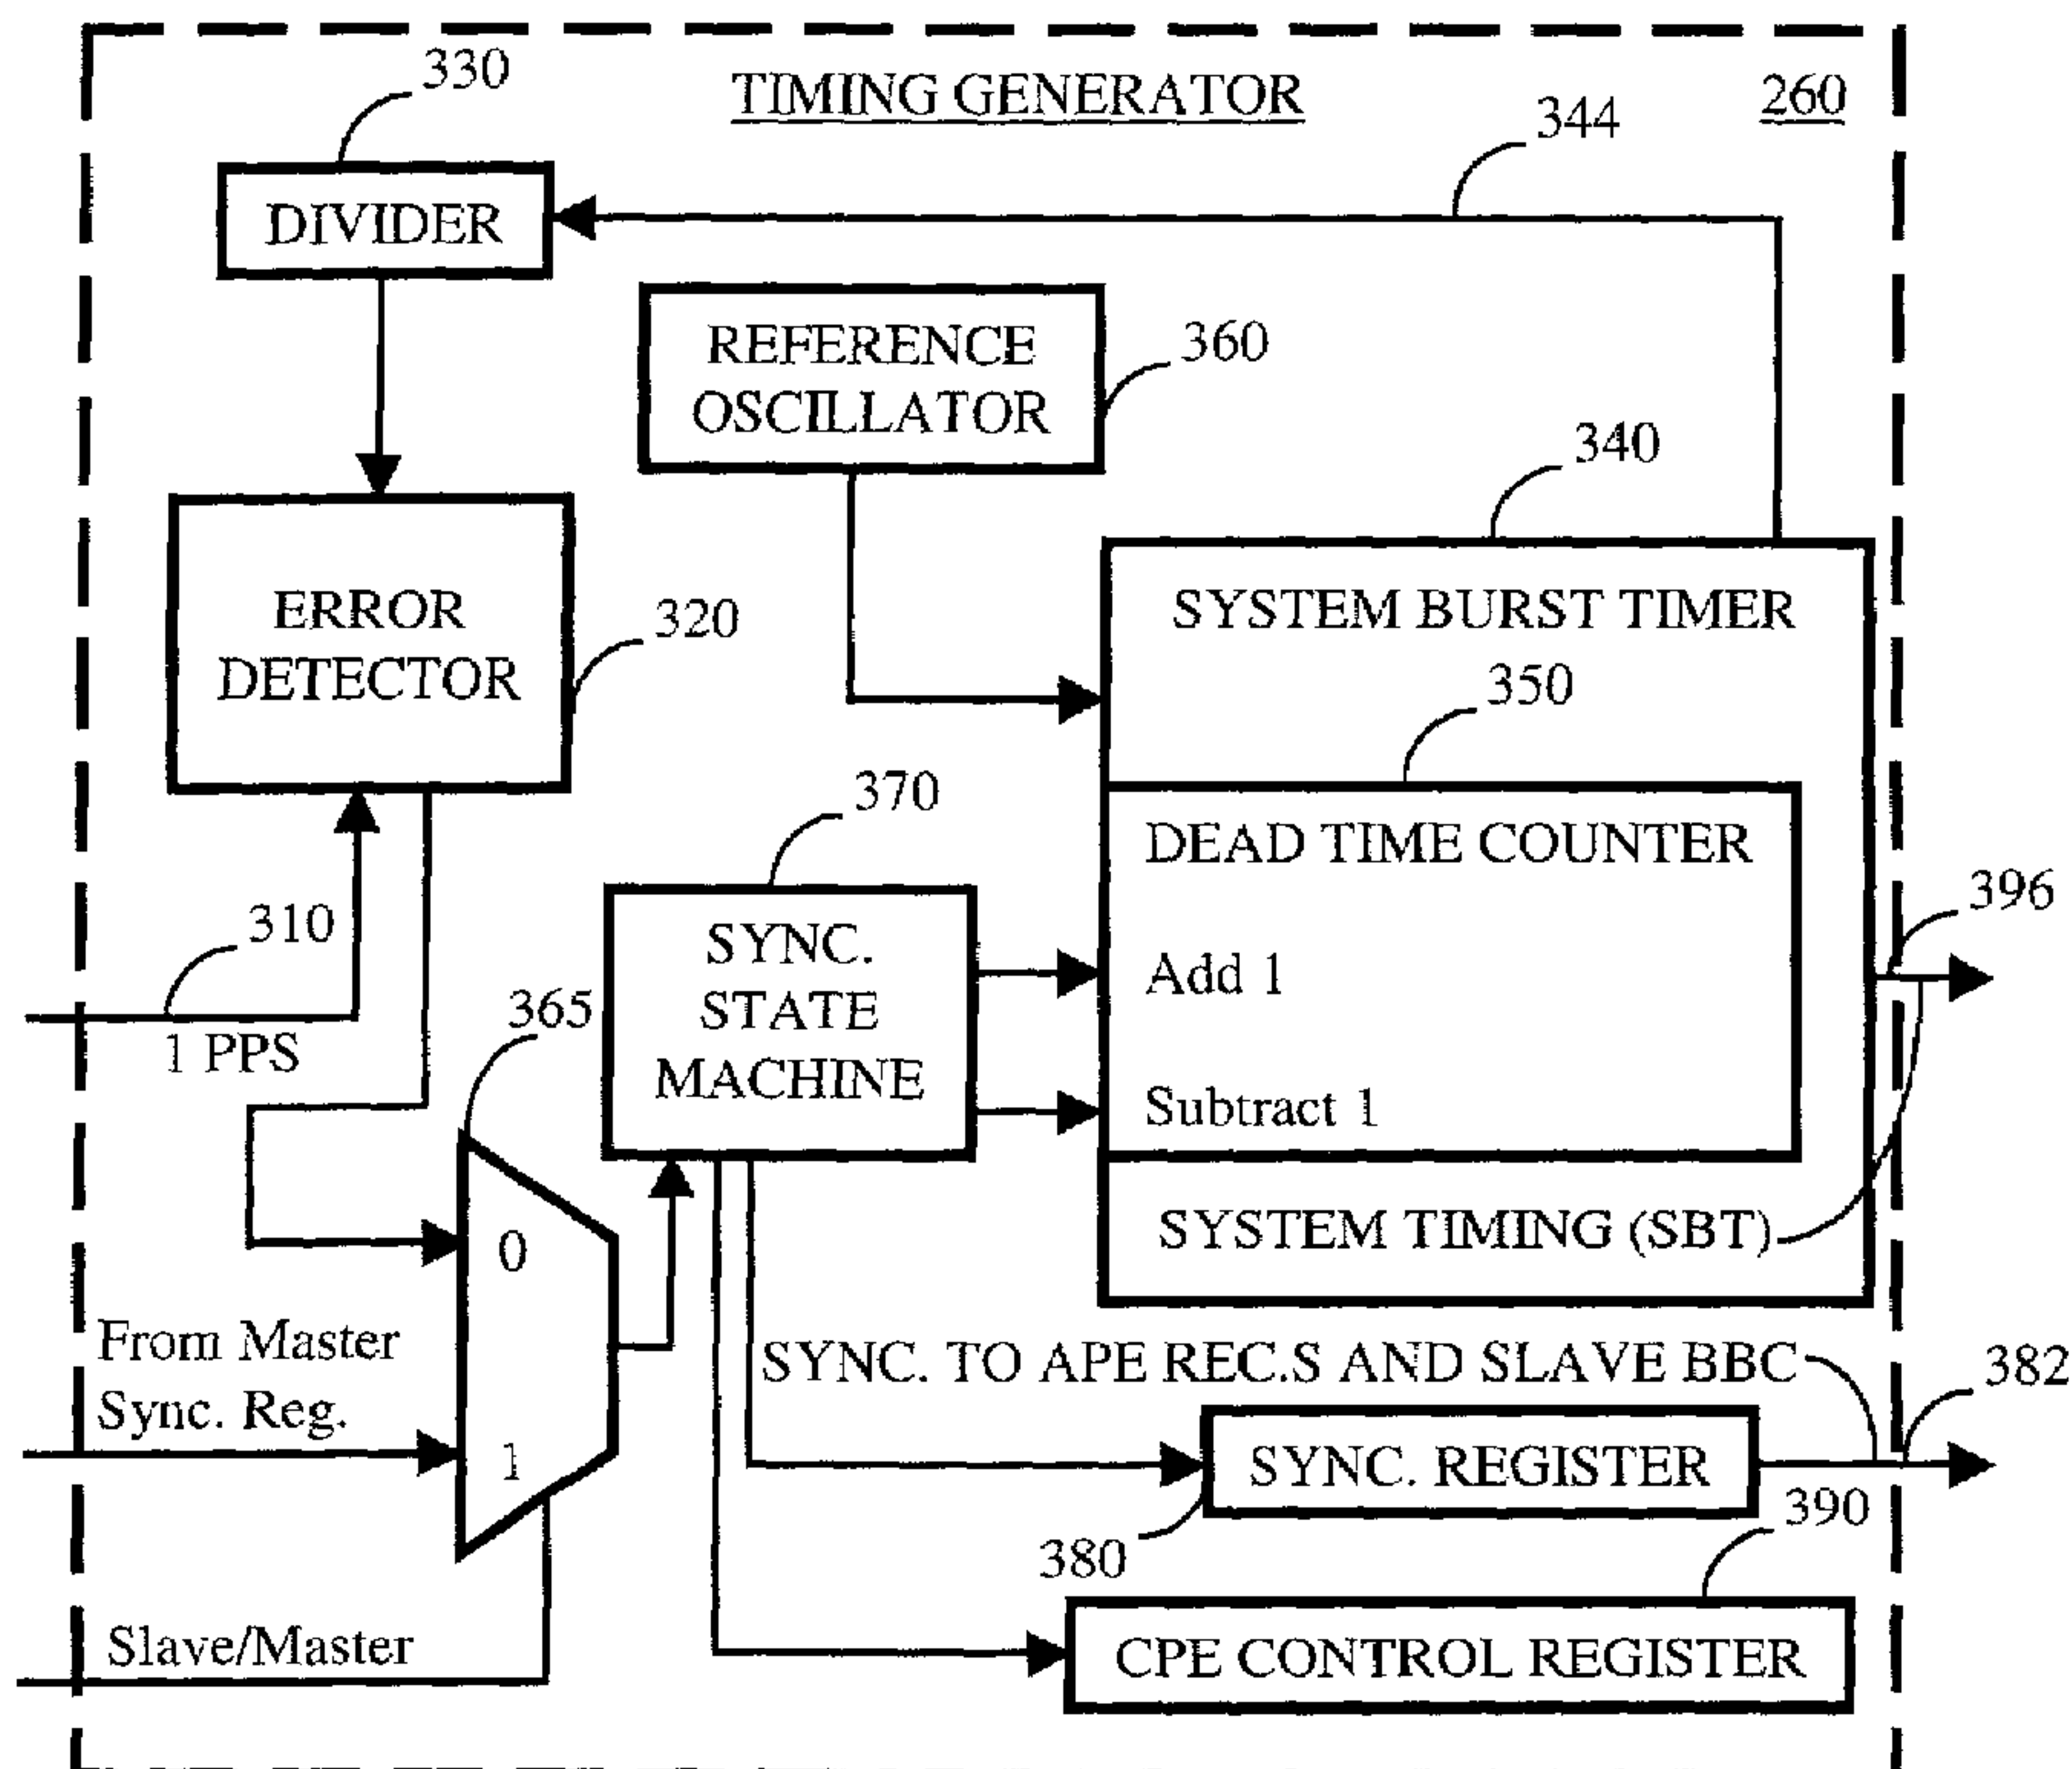 330
TIMING GENERATOR
260
344
DIVIDER
REFERENCE
OSCILLATOR
360
340
ERROR
DETECTOR
320
SYSTEM BURST TIMER
350
370
DEAD TIME COUNTER
310
1 PPS
365
SYNC.
STATE
MACHINE
Add 1
396
Subtract 1
0
SYSTEM TIMING (SBT)
From Master
Sync. Reg.
1
SYNC. TO APE REC.S AND SLAVE BBC
382
SYNC. REGISTER
380
390
Slave/Master
CPE CONTROL REGISTER